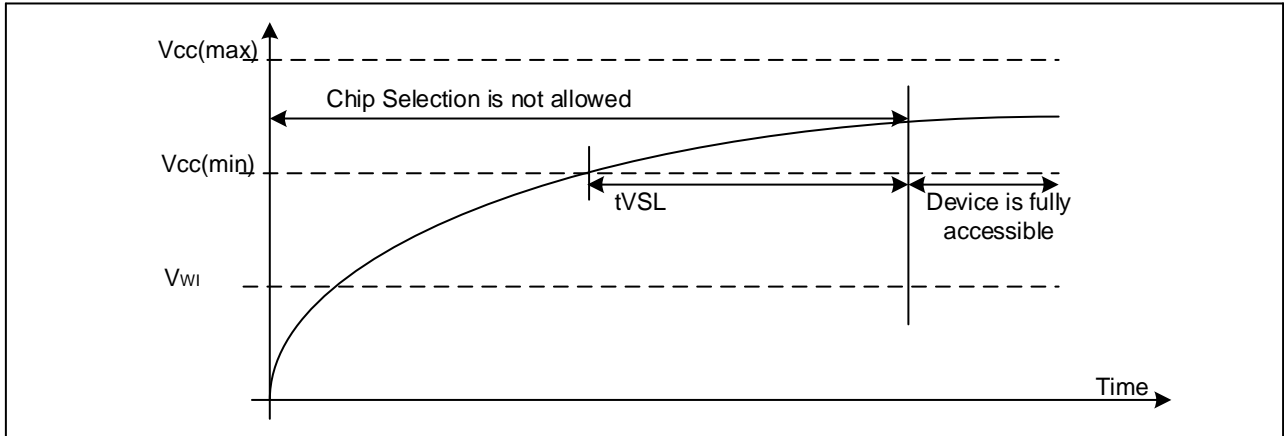 Vcc(max)
Chip Selection is not allowed
Vcc(min)
tVSL
Device is fully
accessible
VWI
Time